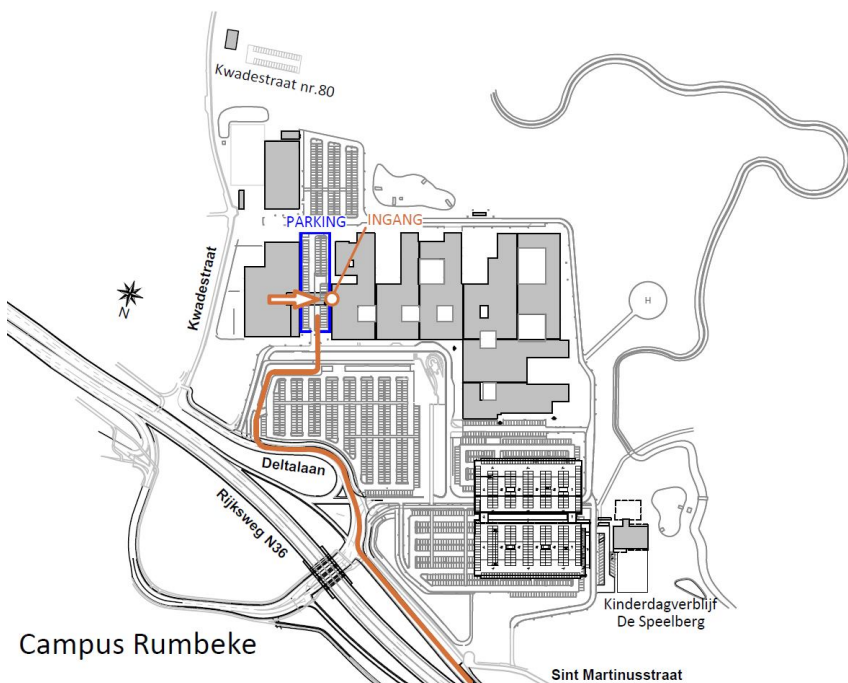 Kwadestraat nr.80
PARKING
INGANG
Kwadestraat
N
H
Deltalaan
Rijksweg N36
Kinderdagverblijf
De Speelberg
Campus Rumbeke
Sint Martinusstraat